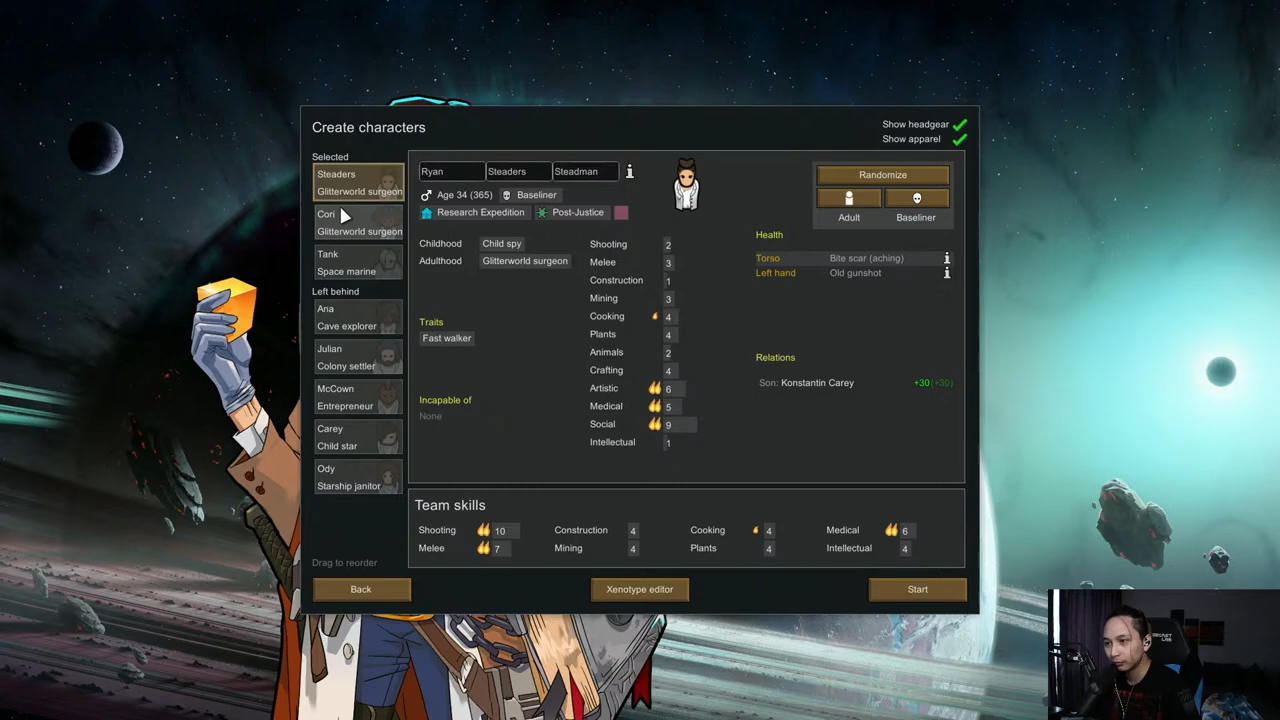 Create characters
Show headgear
Show apparel
Selected
Steaders
Glitterworld surgeon
Cori
Glitterworld surgeon
Tank
Space marine
Left behind
Ana
Cave explorer
Julian
Colony settler
McCown
Entrepreneur
Carey
Child star
Ody
Starship janitor
Drag to reorder
Ryan Steaders Steadman
Age 34 (365) Baseliner
Research Expedition Post-Justice
Childhood Child spy
Adulthood Glitterworld surgeon
Traits
Fast walker
Incapable of
None
Shooting 2
Melee 3
Construction 1
Mining 3
Cooking 4
Plants 4
Animals 2
Crafting 4
Artistic 6
Medical 5
Social 9
Intellectual 1
Randomize
Adult Baseliner
Health
Torso Bite scar (aching)
Left hand Old gunshot
Relations
Son: Konstantin Carey +30 (+30)
Team skills
Shooting 10 Construction 4 Cooking 4 Medical 6
Melee 7 Mining 4 Plants 4 Intellectual 4
Back Xenotype editor Start
SECRET
LAB